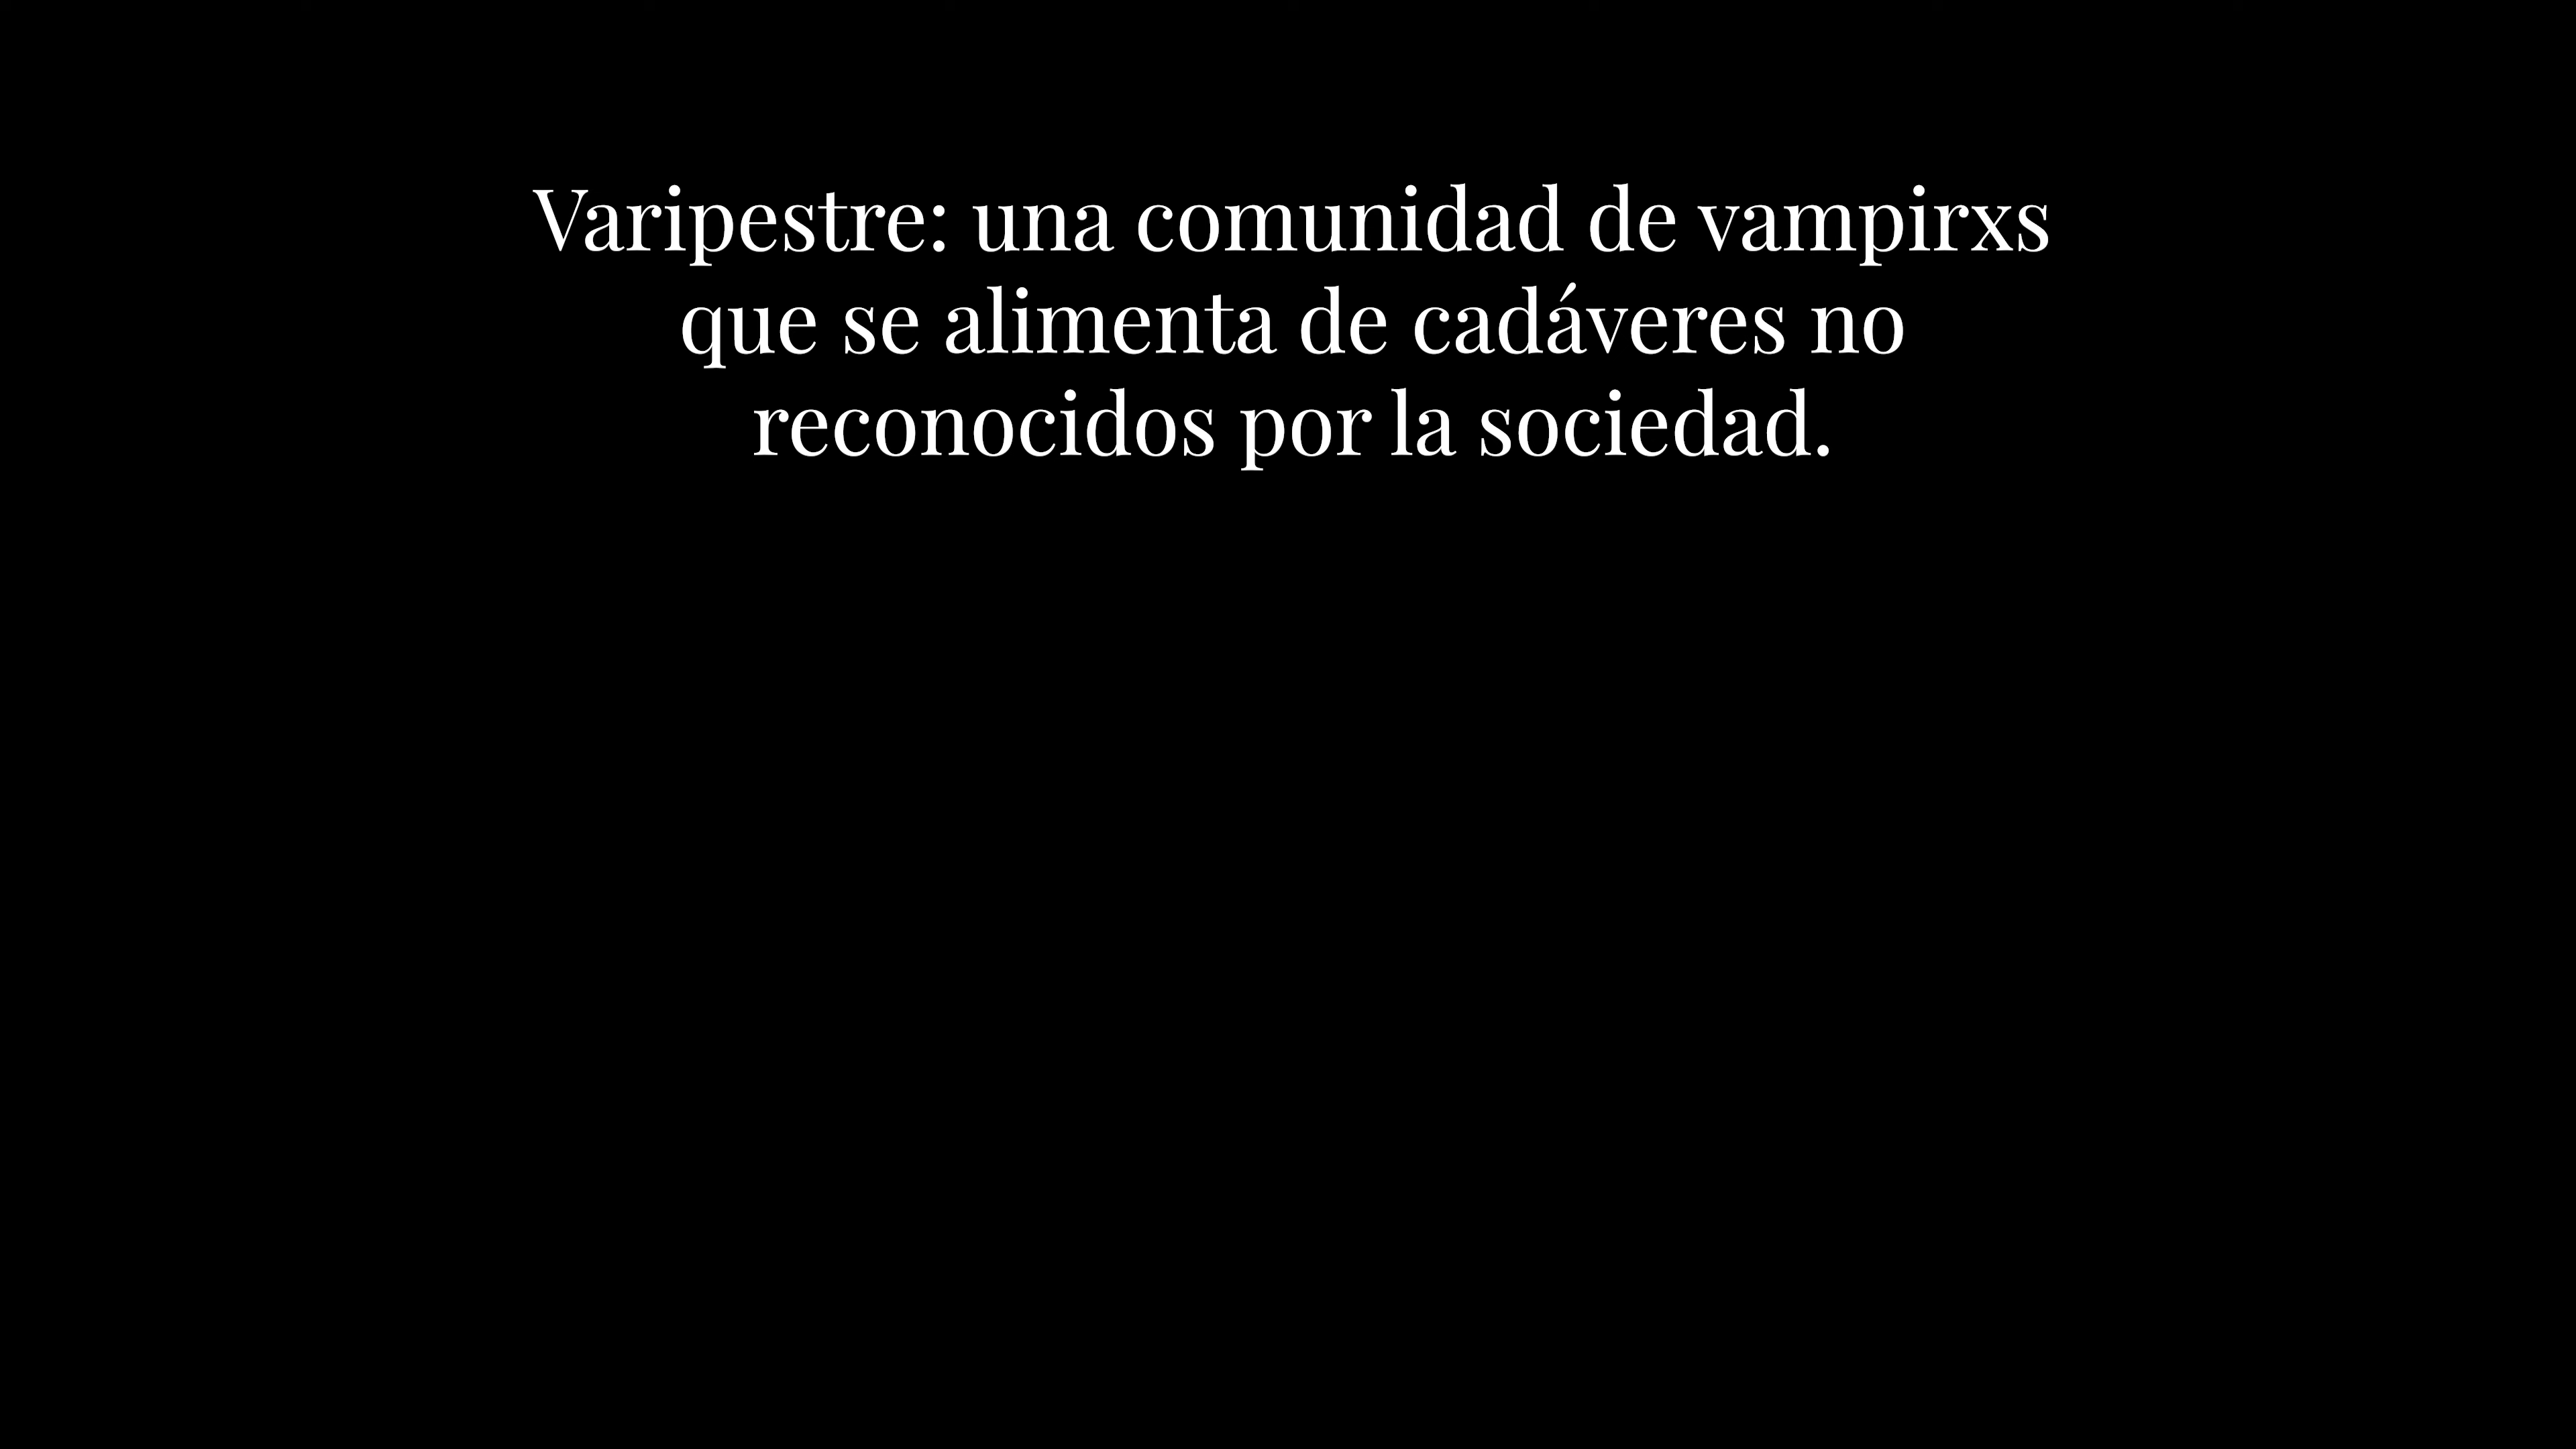 Varipestre: una comunidad de vampirxs
que se alimenta de cadáveres no
reconocidos por la sociedad.